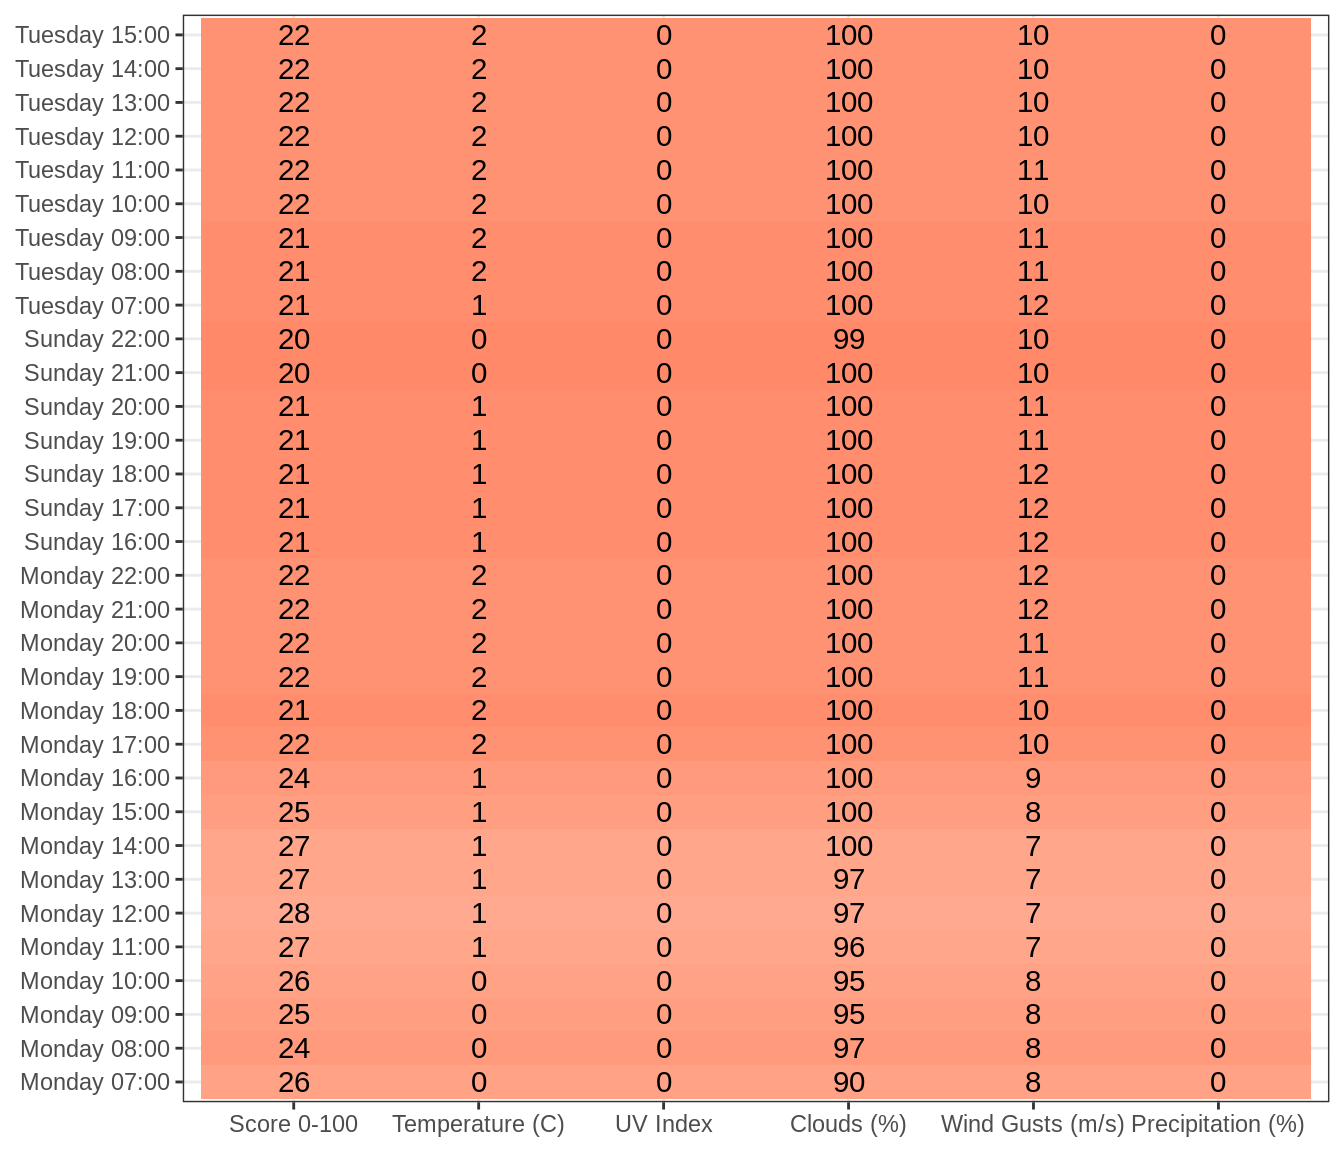 Tuesday 15:00 22 2 0 100 10 0
Tuesday 14:00 22 2 0 100 10 0
Tuesday 13:00 22 2 0 100 10 0
Tuesday 12:00 22 2 0 100 10 0
Tuesday 11:00 22 2 0 100 11 0
Tuesday 10:00 22 2 0 100 10 0
Tuesday 09:00 21 2 0 100 11 0
Tuesday 08:00 21 2 0 100 11 0
Tuesday 07:00 21 1 0 100 12 0
Sunday 22:00 20 0 0 99 10 0
Sunday 21:00 20 0 0 100 10 0
Sunday 20:00 21 1 0 100 11 0
Sunday 19:00 21 1 0 100 11 0
Sunday 18:00 21 1 0 100 12 0
Sunday 17:00 21 1 0 100 12 0
Sunday 16:00 21 1 0 100 12 0
Monday 22:00 22 2 0 100 12 0
Monday 21:00 22 2 0 100 12 0
Monday 20:00 22 2 0 100 11 0
Monday 19:00 22 2 0 100 11 0
Monday 18:00 21 2 0 100 10 0
Monday 17:00 22 2 0 100 10 0
Monday 16:00 24 1 0 100 9 0
Monday 15:00 25 1 0 100 8 0
Monday 14:00 27 1 0 100 7 0
Monday 13:00 27 1 0 97 7 0
Monday 12:00 28 1 0 97 7 0
Monday 11:00 27 1 0 96 7 0
Monday 10:00 26 0 0 95 8 0
Monday 09:00 25 0 0 95 8 0
Monday 08:00 24 0 0 97 8 0
Monday 07:00 26 0 0 90 8 0
Score 0-100 Temperature (C) UV Index Clouds (%) Wind Gusts (m/s) Precipitation (%)